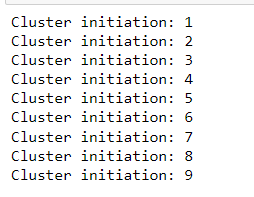 Cluster initiation: 1
Cluster initiation: 2
Cluster initiation: 3
Cluster initiation: 4
Cluster initiation: 5
Cluster initiation: 6
Cluster initiation: 7
Cluster initiation: 8
Cluster initiation: 9